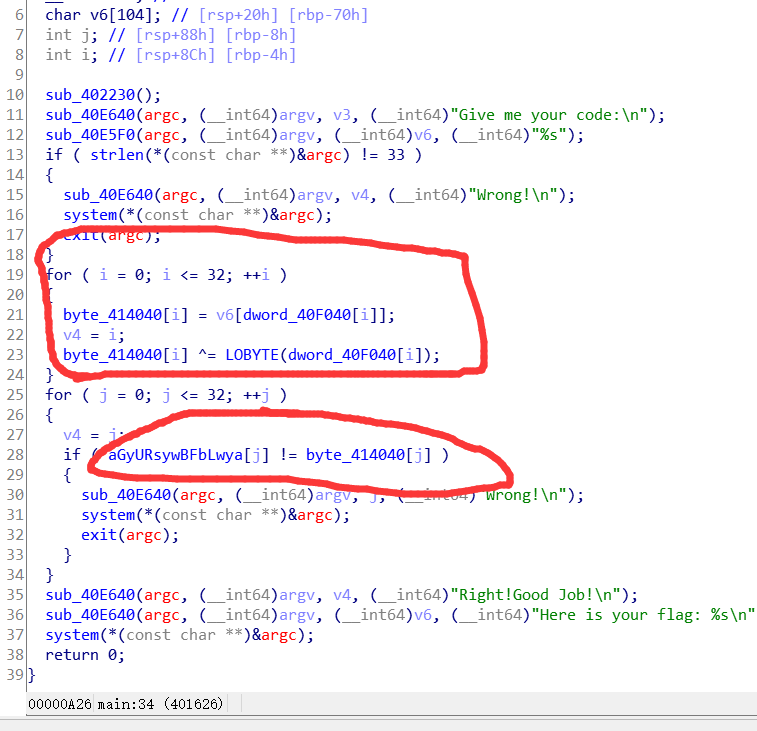 6 char v6[104]; // [rsp+20h] [rbp-70h]
7 int j; // [rsp+88h] [rbp-8h]
8 int i; // [rsp+8Ch] [rbp-4h]
9
10 sub_402230();
11 sub_40E640(argc, (__int64)argv, v3, (__int64)"Give me your code:\n");
12 sub_40E5F0(argc, (__int64)argv, (__int64)v6, (__int64)"%s");
13 if ( strlen(*(const char **)&argc) != 33 )
14 {
15 sub_40E640(argc, (__int64)argv, v4, (__int64)"Wrong!\n");
16 system(*(const char **)&argc);
17 exit(argc);
18 }
19 for ( i = 0; i <= 32; ++i )
20 {
21 byte_414040[i] = v6[dword_40F040[i]];
22 v4 = i;
23 byte_414040[i] ^= LOBYTE(dword_40F040[i]);
24 }
25 for ( j = 0; j <= 32; ++j )
26 {
27 v4 = j;
28 if ( aGyURsywBFbLwya[j] != byte_414040[j] )
29 {
30 sub_40E640(argc, (__int64)argv, j, (__int64)"Wrong!\n");
31 system(*(const char **)&argc);
32 exit(argc);
33 }
34 }
35 sub_40E640(argc, (__int64)argv, v4, (__int64)"Right!Good Job!\n");
36 sub_40E640(argc, (__int64)argv, (__int64)v6, (__int64)"Here is your flag: %s\n"
37 system(*(const char **)&argc);
38 return 0;
39 }
00000A26 main:34 (401626)